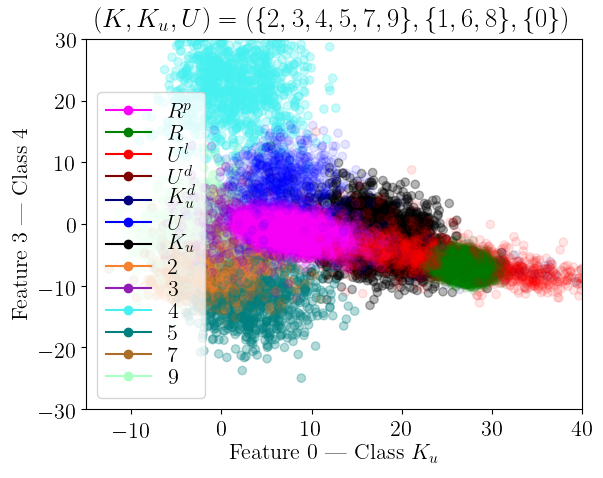 (K, K_u, U) = ({2, 3, 4, 5, 7, 9}, {1, 6, 8}, {0})
Feature 3 — Class 4
30
20
10
0
−10
−20
−30
R^p
R
U^l
U^d
K_u^d
U
K_u
2
3
4
5
7
9
−10 0 10 20 30 40
Feature 0 — Class K_u